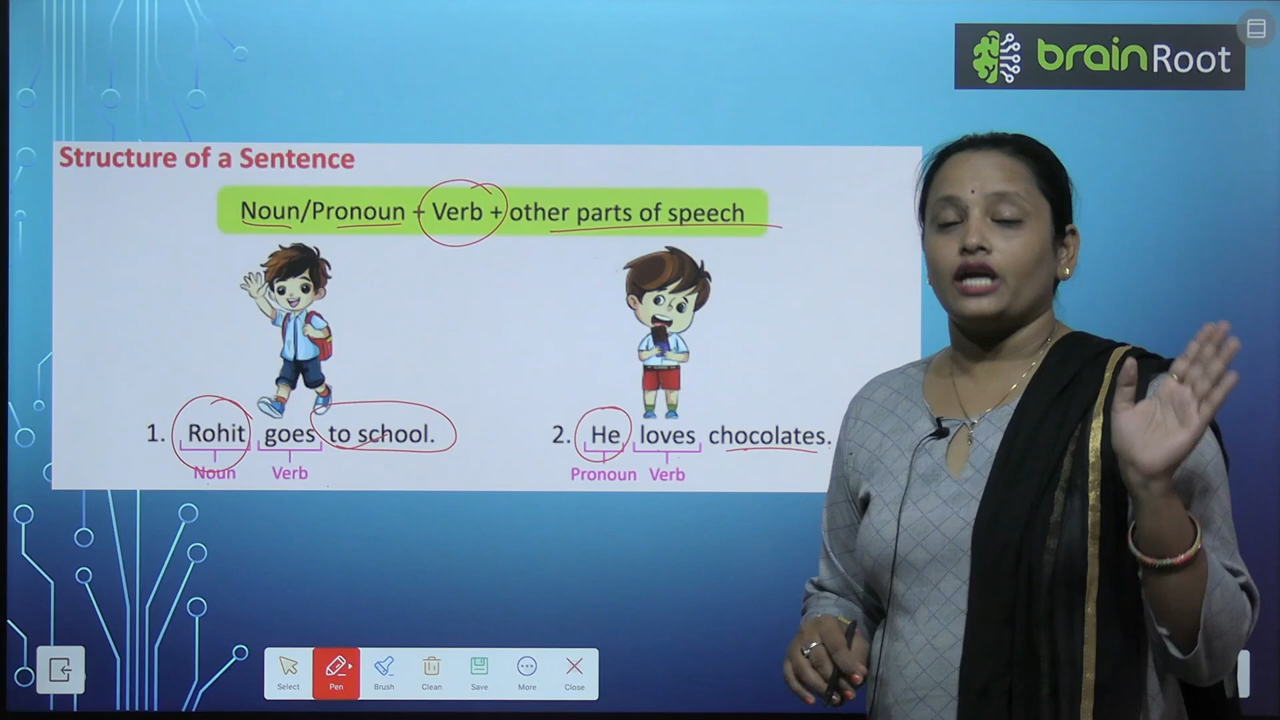 brainRoot
Structure of a Sentence
Noun/Pronoun + Verb + other parts of speech
1. Rohit goes to school.
Noun Verb
2. He loves chocolates.
Pronoun Verb
Select Pen Brush Clean Save More Close